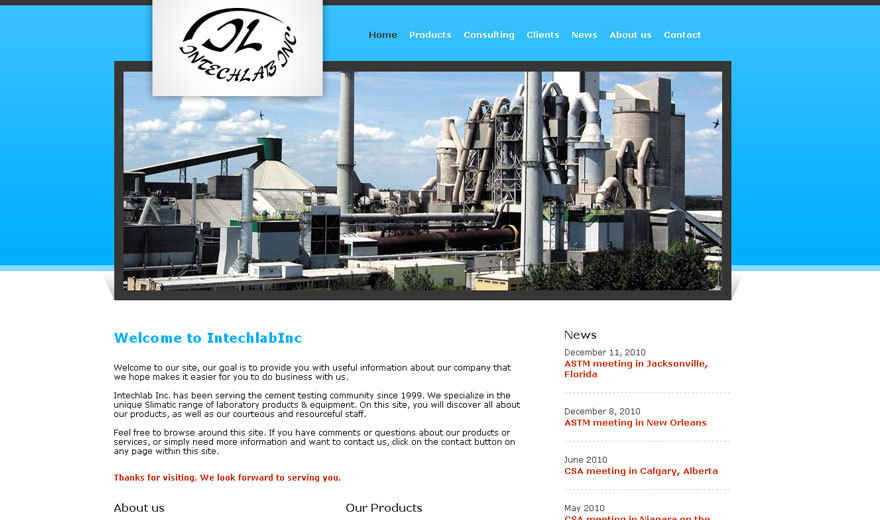 JL
INTECHLAB INC.
Home Products Consulting Clients News About us Contact
Welcome to IntechlabInc
Welcome to our site, our goal is to provide you with useful information about our company that
we hope makes it easier for you to do business with us.
Intechlab Inc. has been serving the cement testing community since 1999. We specialize in the
unique Slimatic range of laboratory products & equipment. On this site, you will discover all about
our products, as well as our courteous and resourceful staff.
Feel free to browse around this site. If you have comments or questions about our products or
services, or simply need more information and want to contact us, click on the contact button on
any page within this site.
Thanks for visiting. We look forward to serving you.
About us
Our Products
News
December 11, 2010
ASTM meeting in Jacksonville,
Florida
December 8, 2010
ASTM meeting in New Orleans
June 2010
CSA meeting in Calgary, Alberta
May 2010
CSA meeting in Niagara on the